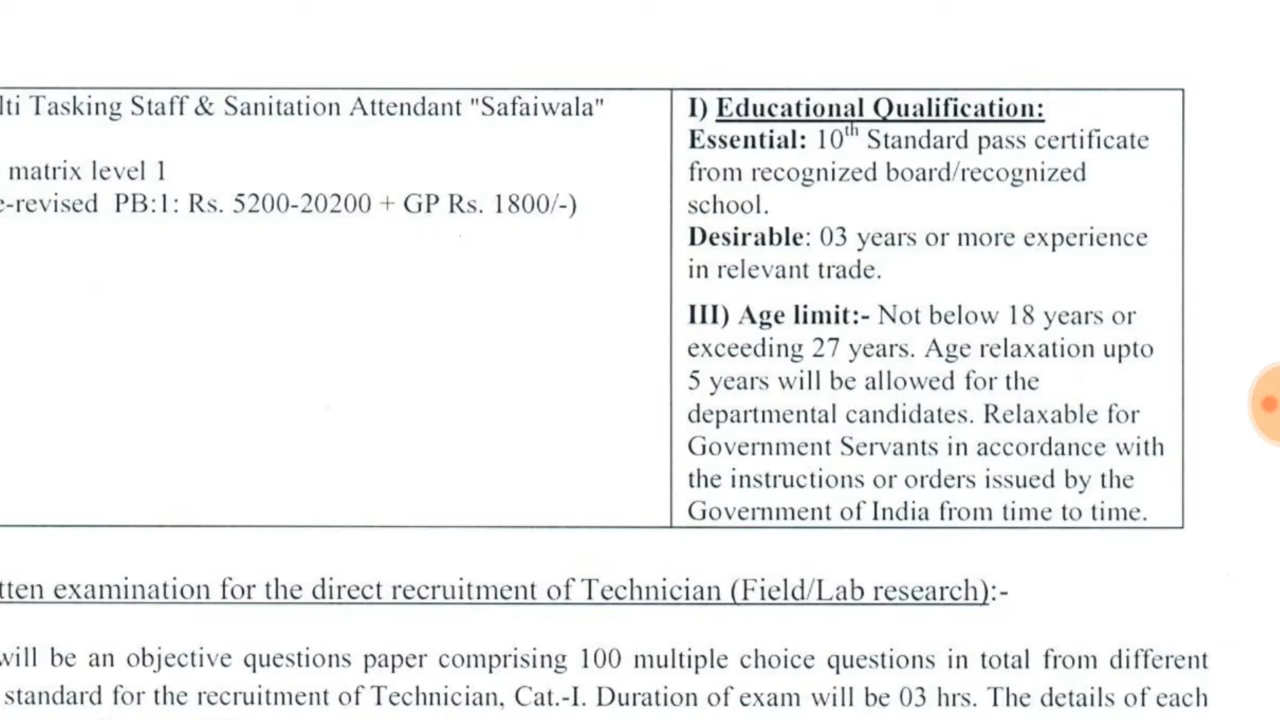 lti Tasking Staff & Sanitation Attendant "Safaiwala"
matrix level 1
e-revised PB:1: Rs. 5200-20200 + GP Rs. 1800/-)
I) Educational Qualification:
Essential: 10th Standard pass certificate
from recognized board/recognized
school.
Desirable: 03 years or more experience
in relevant trade.
III) Age limit:- Not below 18 years or
exceeding 27 years. Age relaxation upto
5 years will be allowed for the
departmental candidates. Relaxable for
Government Servants in accordance with
the instructions or orders issued by the
Government of India from time to time.
tten examination for the direct recruitment of Technician (Field/Lab research):-
will be an objective questions paper comprising 100 multiple choice questions in total from different
standard for the recruitment of Technician, Cat.-I. Duration of exam will be 03 hrs. The details of each